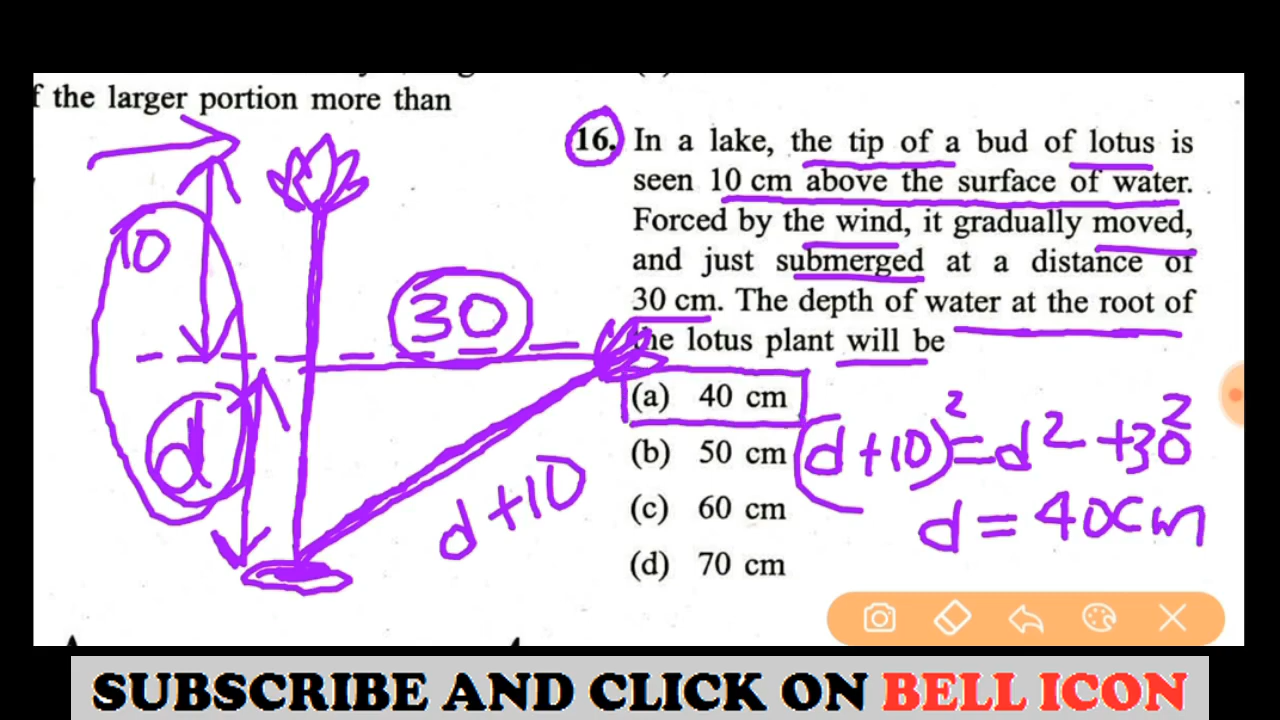 f the larger portion more than
16. In a lake, the tip of a bud of lotus is
seen 10 cm above the surface of water.
Forced by the wind, it gradually moved,
and just submerged at a distance of
30 cm. The depth of water at the root of
the lotus plant will be
(a) 40 cm
(b) 50 cm
(c) 60 cm
(d) 70 cm
10
30
d
d+10
(d+10)²=d²+30²
d = 40cm
SUBSCRIBE AND CLICK ON BELL ICON